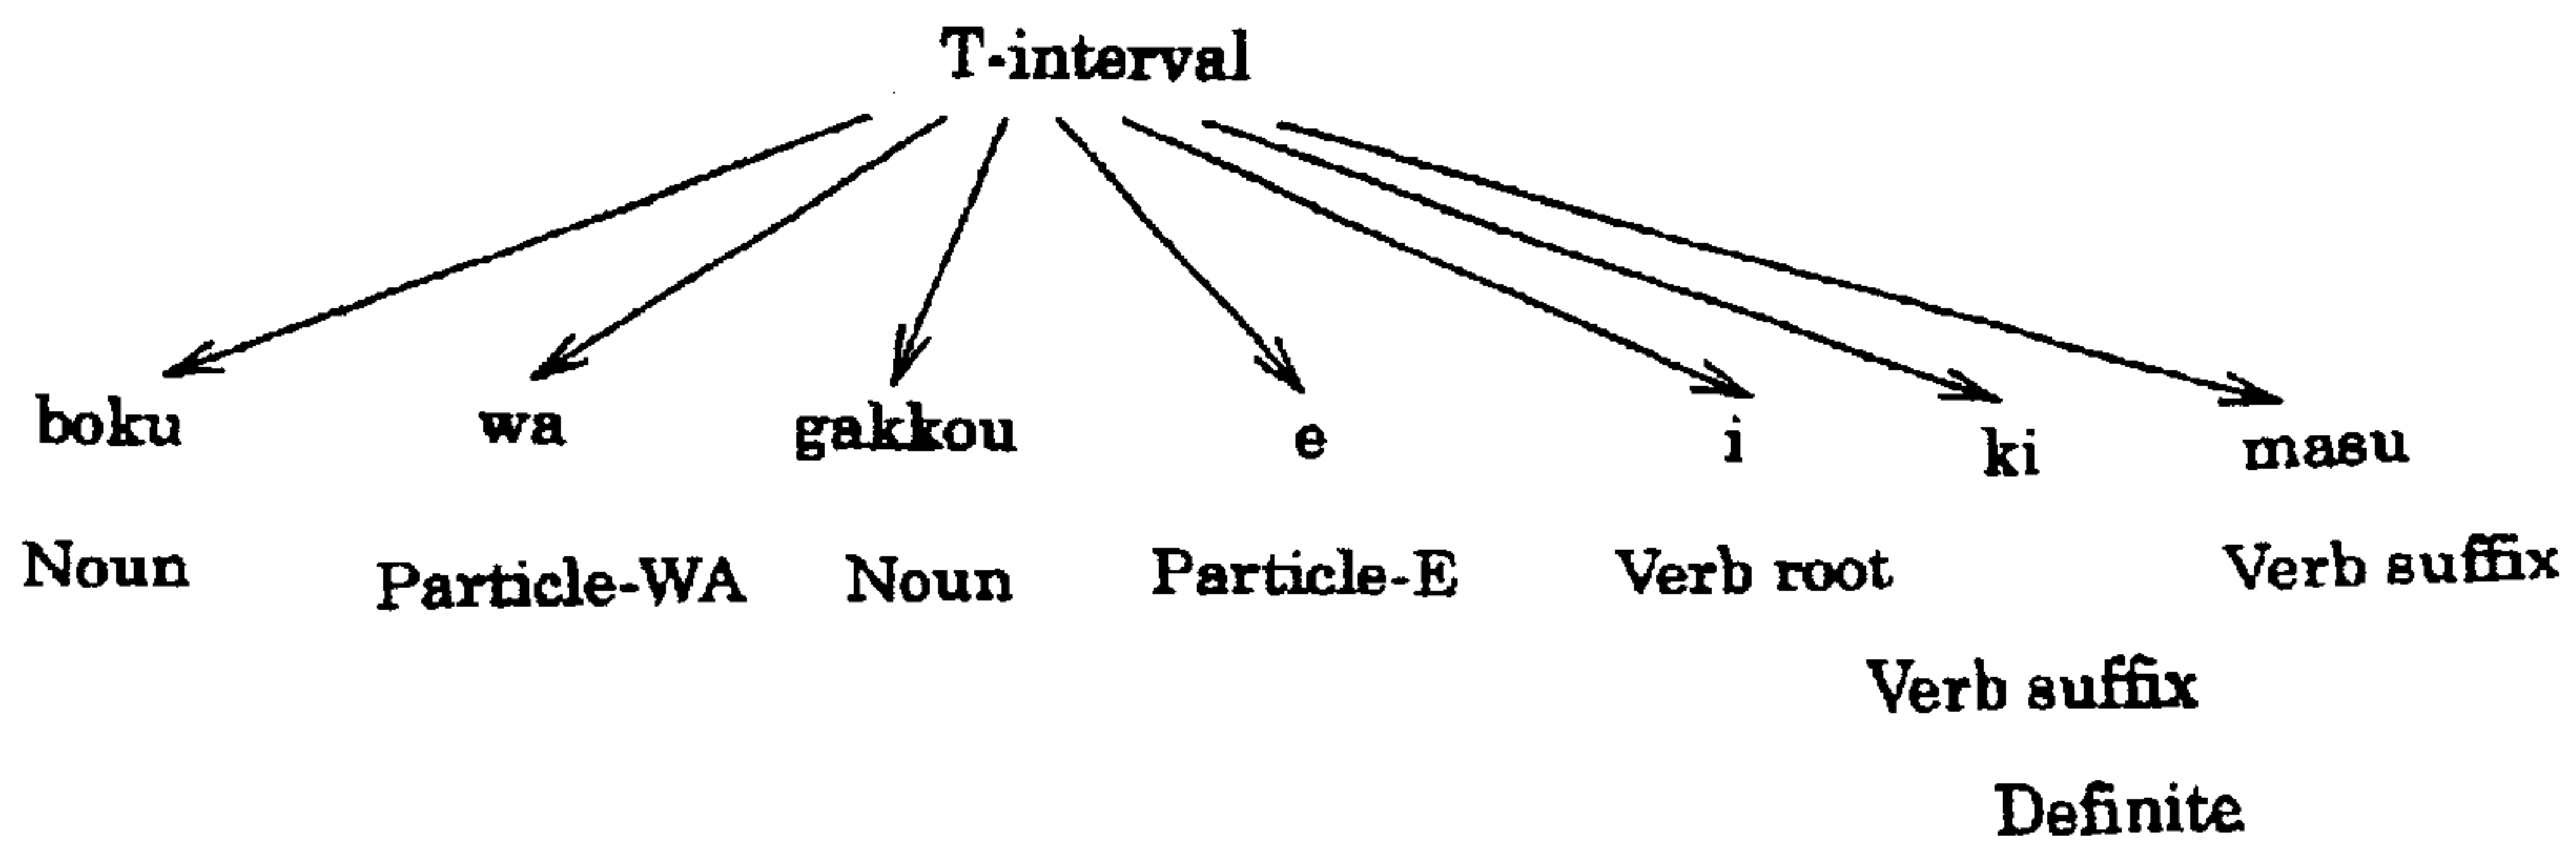 T-interval
boku wa gakkou e i ki masu
Noun Particle-WA Noun Particle-E Verb root Verb suffix
Verb suffix
Definite